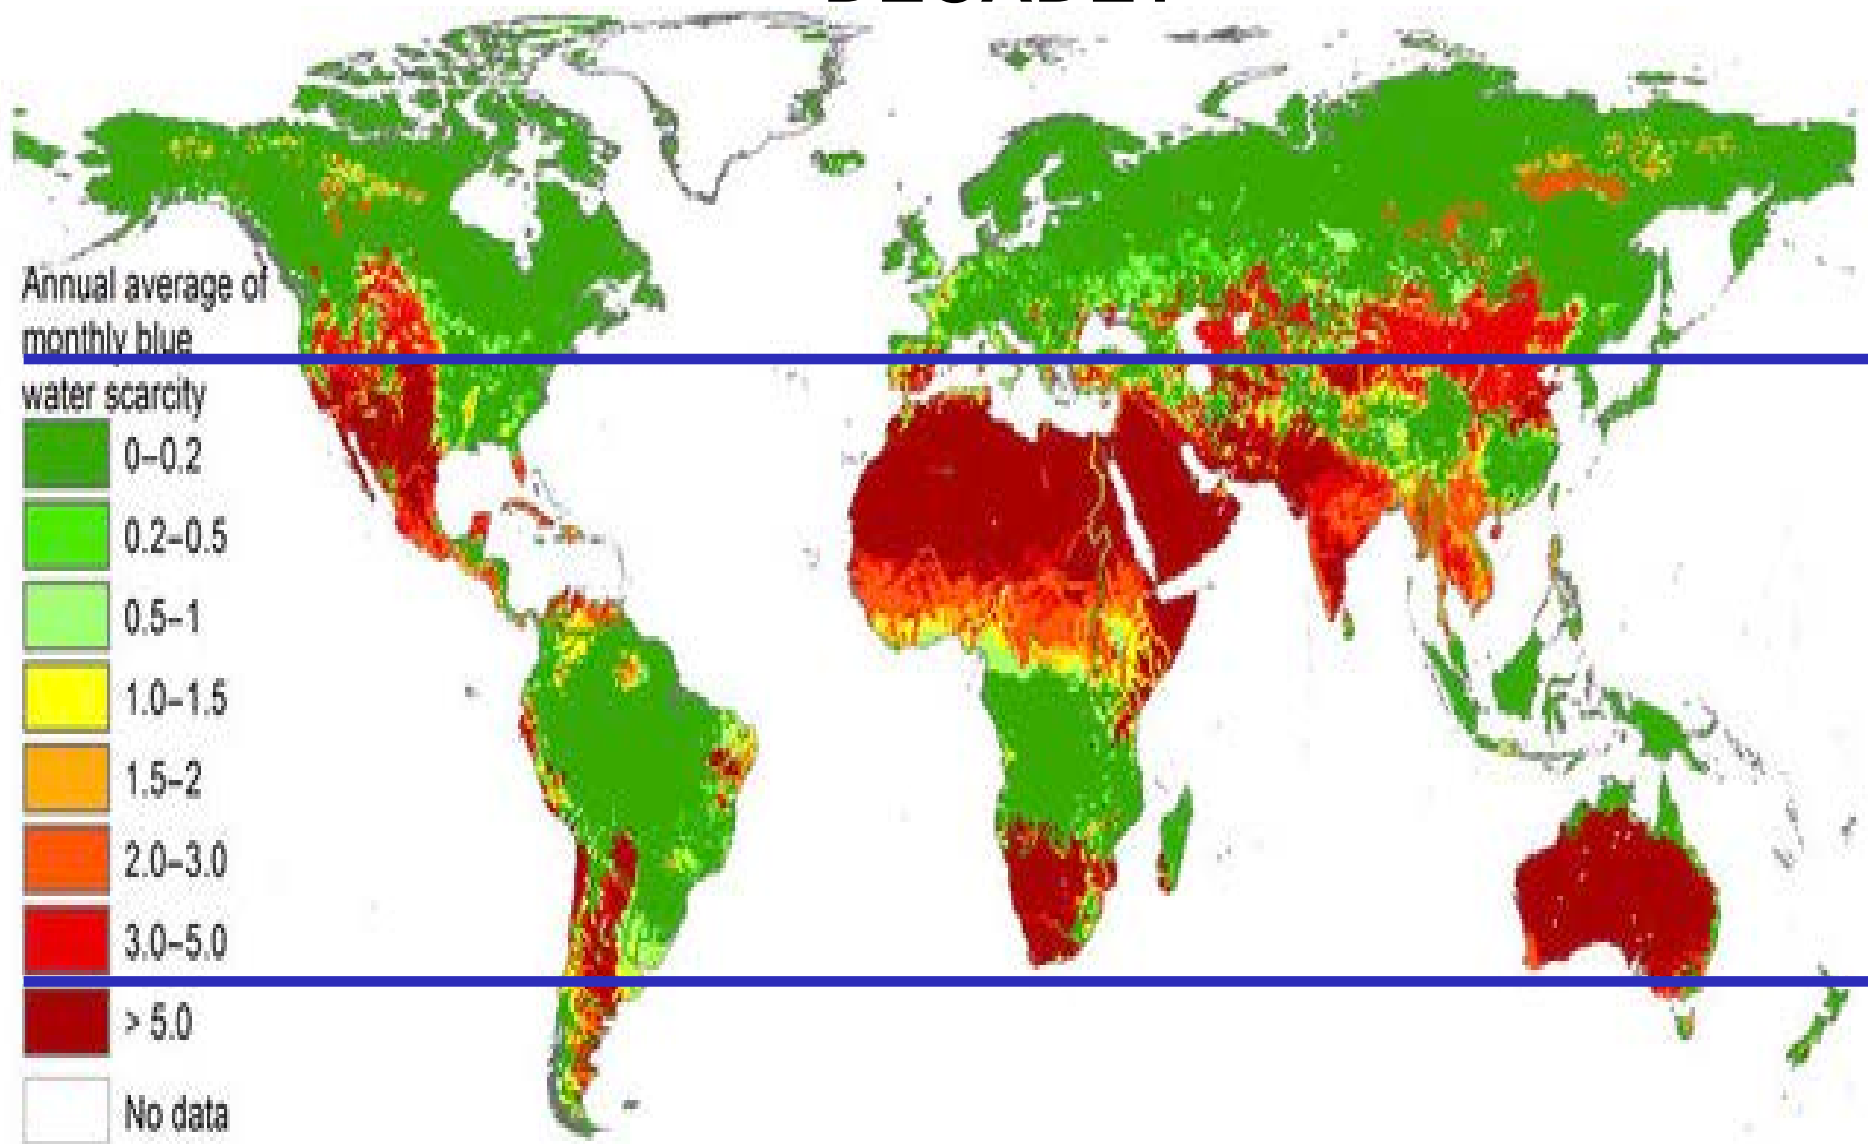 Annual average of
monthly blue
water scarcity
0–0.2
0.2–0.5
0.5–1
1.0–1.5
1.5–2
2.0–3.0
3.0–5.0
> 5.0
No data